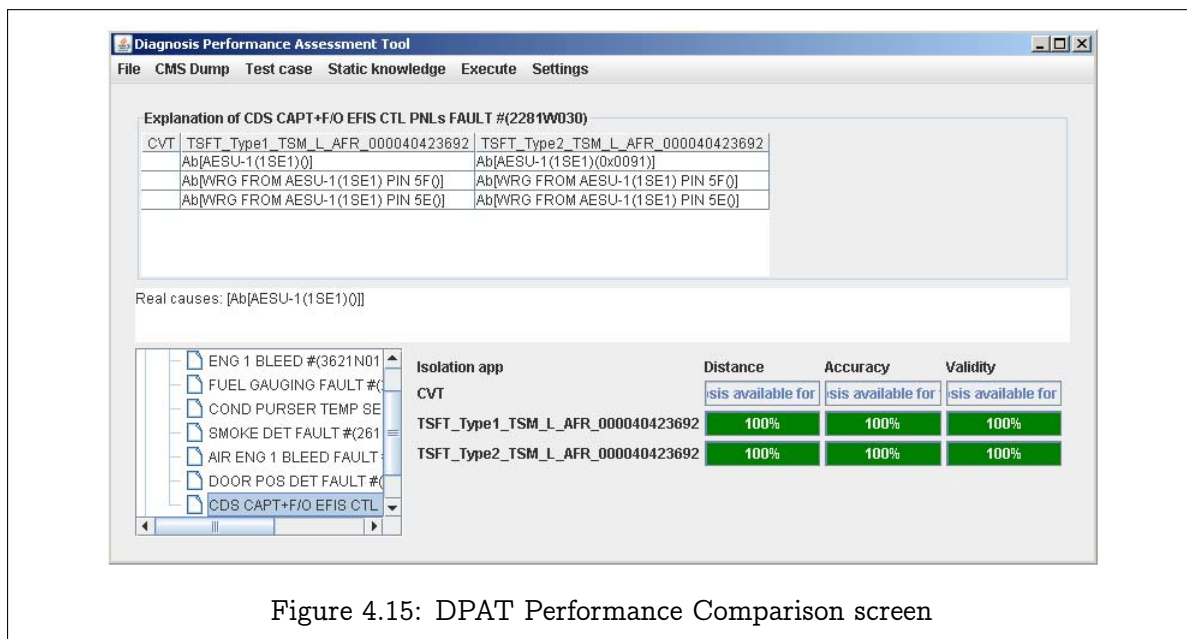 Diagnosis Performance Assessment Tool
File CMS Dump Test case Static knowledge Execute Settings
Explanation of CDS CAPT+F/O EFIS CTL PNLs FAULT #(2281W030)
CVT TSFT_Type1_TSM_L_AFR_000040423692 TSFT_Type2_TSM_L_AFR_000040423692
Ab[AESU-1(1SE1)()] Ab[AESU-1(1SE1)(0x0091)]
Ab[WRG FROM AESU-1(1SE1) PIN 5F()] Ab[WRG FROM AESU-1(1SE1) PIN 5F()]
Ab[WRG FROM AESU-1(1SE1) PIN 5E()] Ab[WRG FROM AESU-1(1SE1) PIN 5E()]
Real causes: [Ab[AESU-1(1SE1)()]]
ENG 1 BLEED #(3621N01
FUEL GAUGING FAULT #(
COND PURSER TEMP SE
SMOKE DET FAULT #(261
AIR ENG 1 BLEED FAULT
DOOR POS DET FAULT #(
CDS CAPT+F/O EFIS CTL
Isolation app Distance Accuracy Validity
CVT sis available for sis available for sis available for
TSFT_Type1_TSM_L_AFR_000040423692 100% 100% 100%
TSFT_Type2_TSM_L_AFR_000040423692 100% 100% 100%
Figure 4.15: DPAT Performance Comparison screen